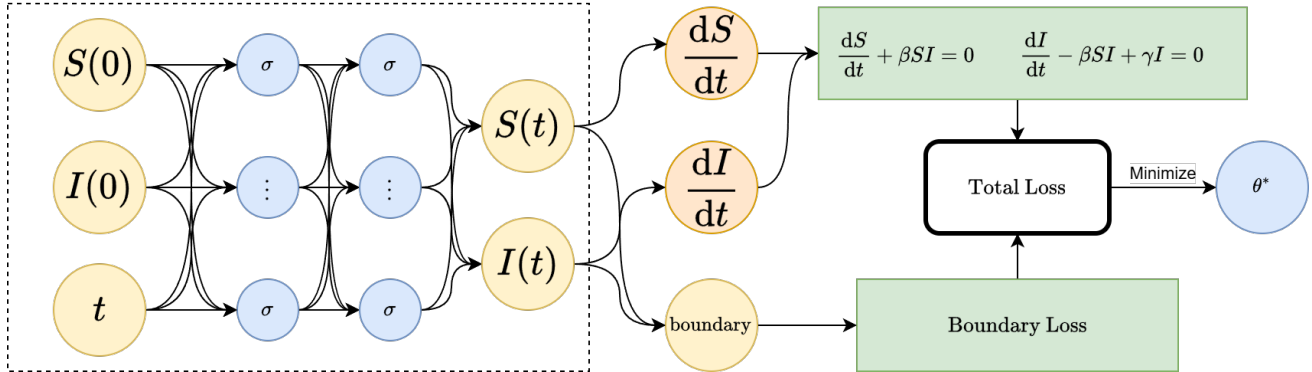 S(0)
I(0)
t
σ
⋮
σ
σ
⋮
σ
S(t)
I(t)
dS
dt
dI
dt
boundary
dS/dt + βSI = 0
dI/dt − βSI + γI = 0
Total Loss
Minimize
θ*
Boundary Loss